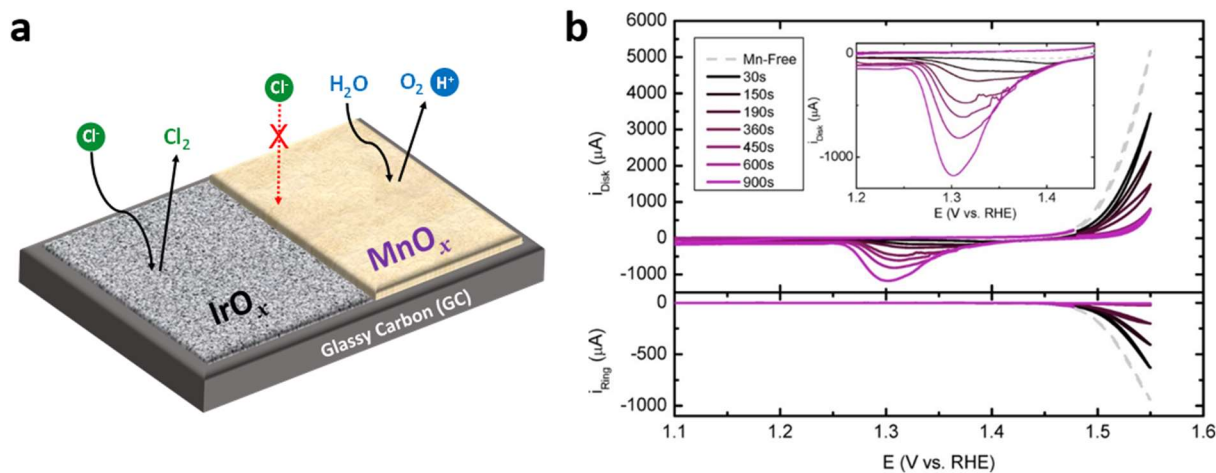 a
Cl-
Cl2
Cl-
X
H2O
O2
H+
IrOx
MnOx
Glassy Carbon (GC)
b
iDisk (μA)
6000
5000
4000
3000
2000
1000
0
-1000
Mn-Free
30s
150s
190s
360s
450s
600s
900s
iDisk (μA)
0
-1000
1.2
1.3
1.4
E (V vs. RHE)
iRing (μA)
0
-500
-1000
1.1
1.2
1.3
1.4
1.5
1.6
E (V vs. RHE)